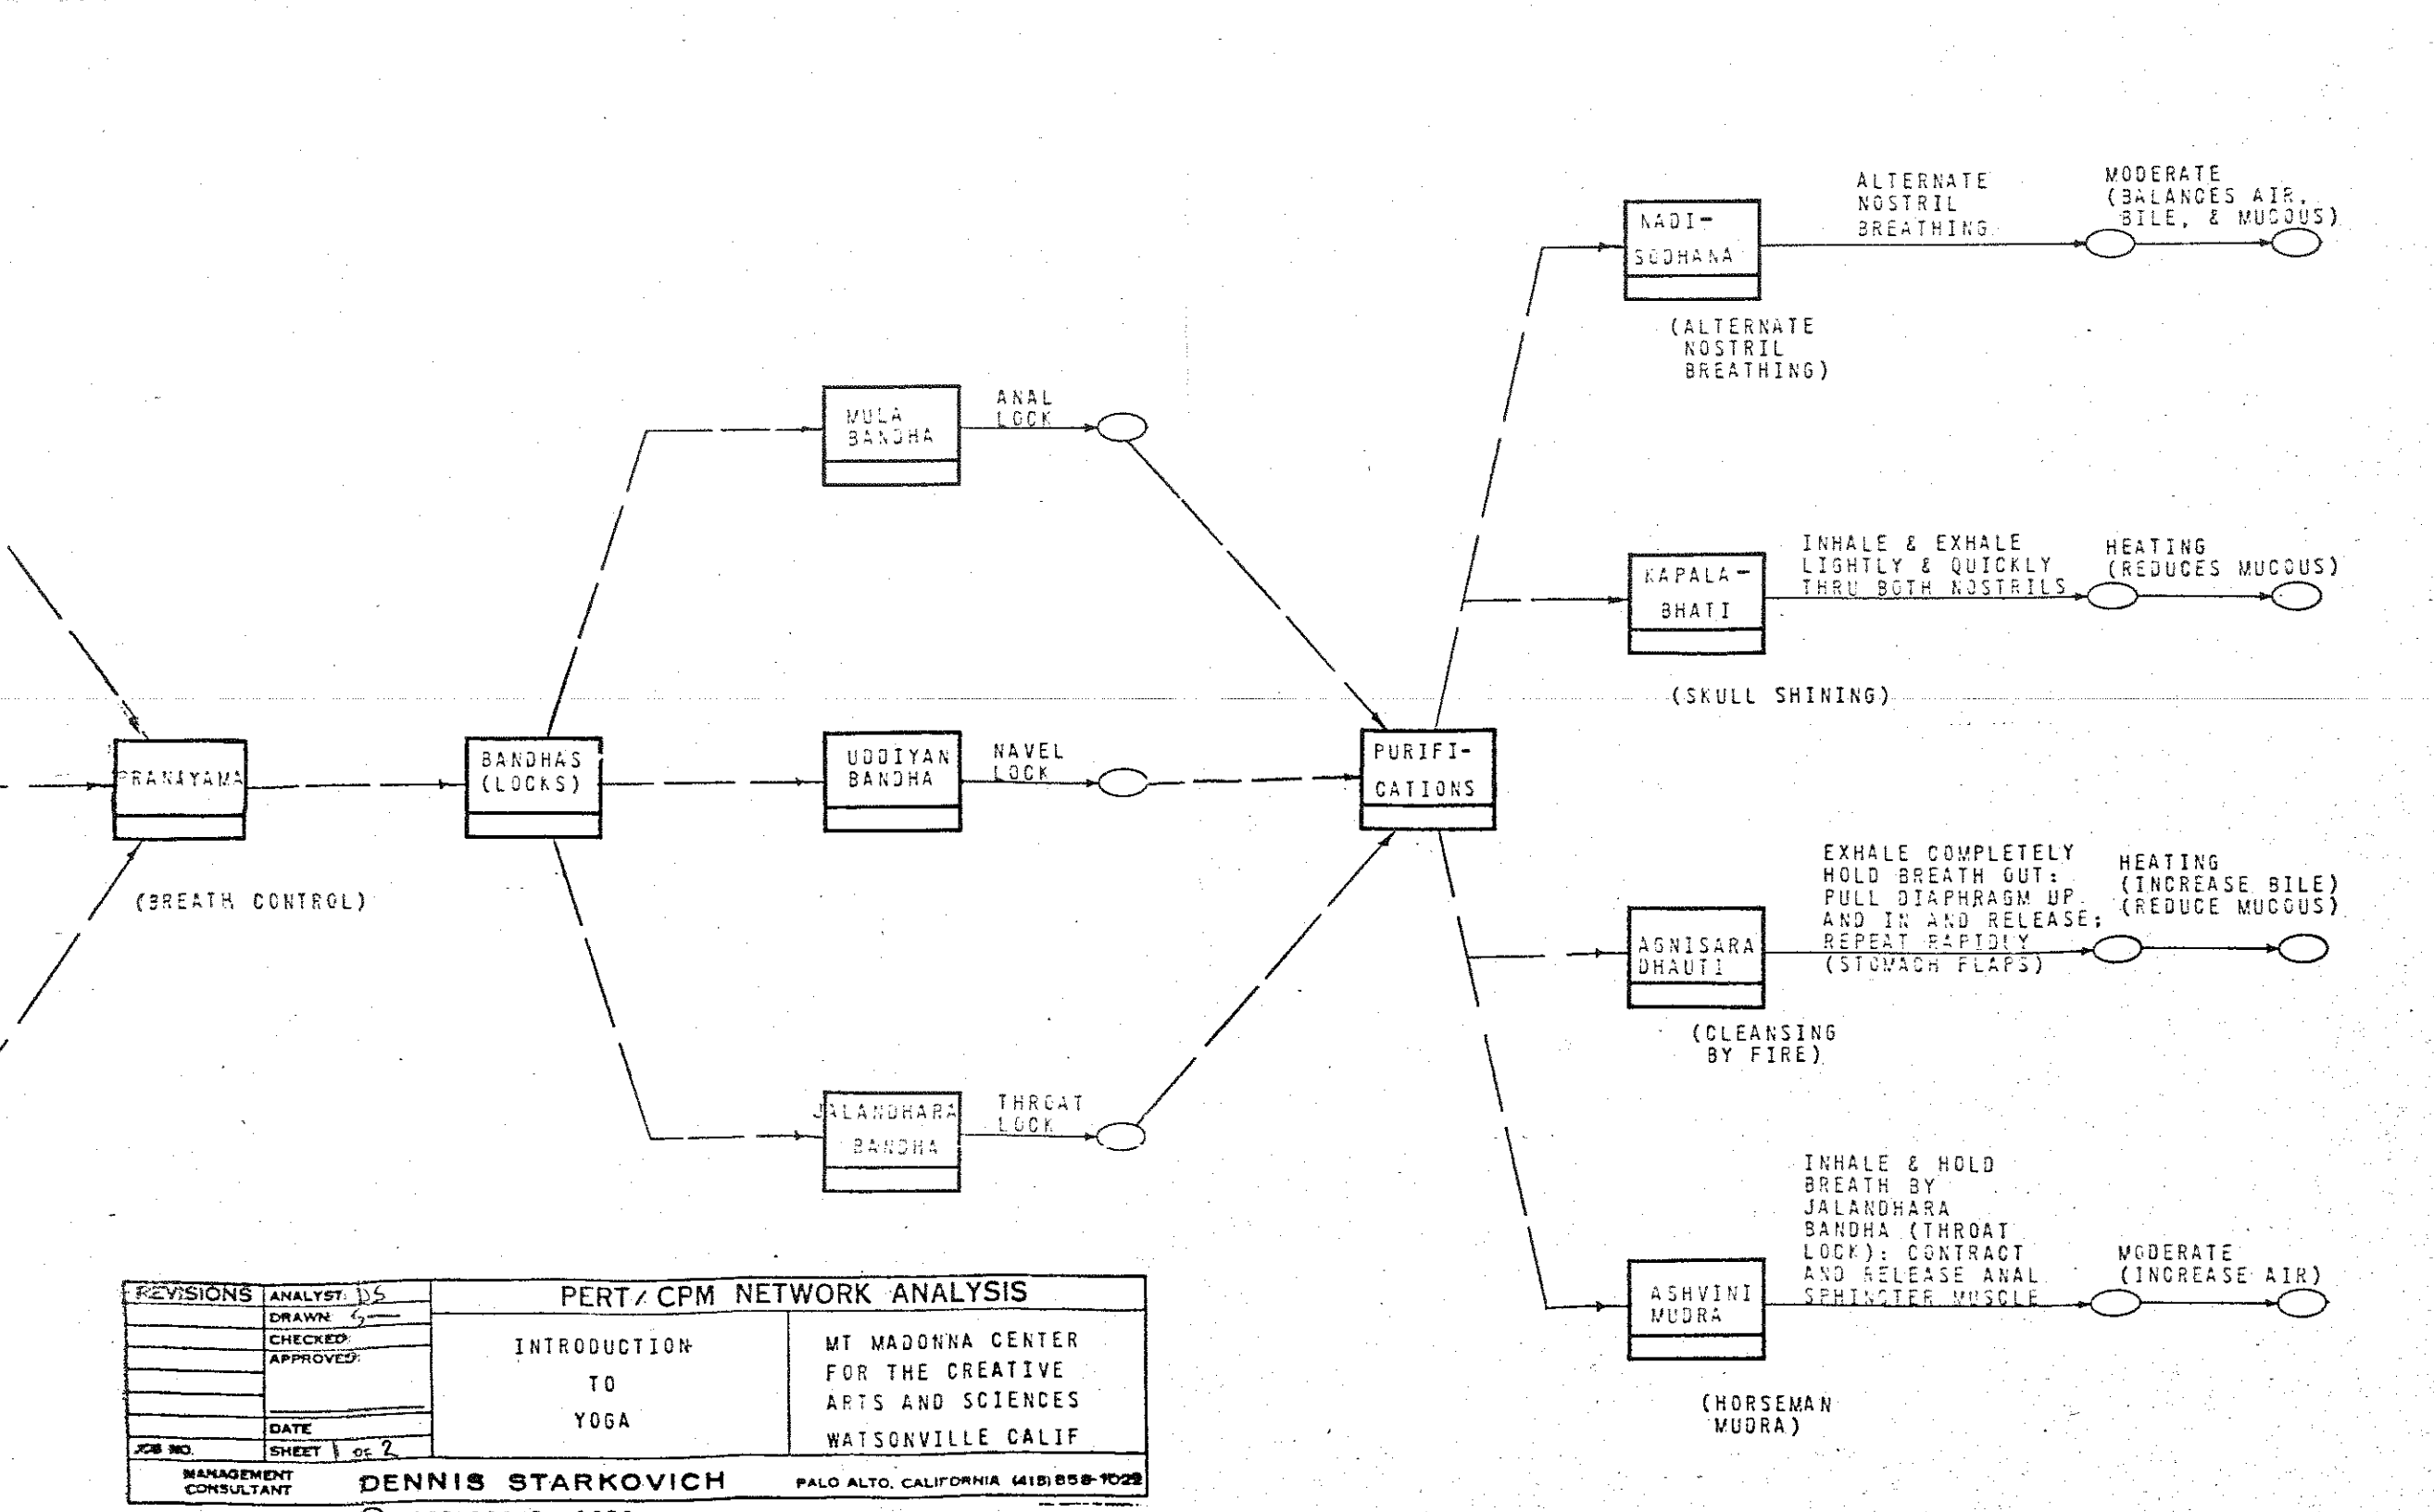 PRANAYAMA
(BREATH CONTROL)
BANDHAS
(LOCKS)
MULA
BANDHA
ANAL
LOCK
UDDIYAN
BANDHA
NAVEL
LOCK
JALANDHARA
BANDHA
THROAT
LOCK
PURIFI-
CATIONS
NADI-
SODHANA
(ALTERNATE
NOSTRIL
BREATHING)
ALTERNATE
NOSTRIL
BREATHING
MODERATE
(BALANCES AIR,
BILE, & MUCOUS)
KAPALA-
BHATI
(SKULL SHINING)
INHALE & EXHALE
LIGHTLY & QUICKLY
THRU BOTH NOSTRILS
HEATING
(REDUCES MUCOUS)
AGNISARA
DHAUTI
(CLEANSING
BY FIRE)
EXHALE COMPLETELY
HOLD BREATH OUT:
PULL DIAPHRAGM UP
AND IN AND RELEASE;
REPEAT RAPIDLY
(STOMACH FLAPS)
HEATING
(INCREASE BILE)
(REDUCE MUCOUS)
ASHVINI
MUDRA
(HORSEMAN
MUDRA)
INHALE & HOLD
BREATH BY
JALANDHARA
BANDHA (THROAT
LOCK): CONTRACT
AND RELEASE ANAL
SPHINCTER MUSCLE
MODERATE
(INCREASE AIR)
REVISIONS
ANALYST: DS
DRAWN:
CHECKED:
APPROVED:
DATE
JOB NO.
SHEET 1 OF 2
PERT/CPM NETWORK ANALYSIS
INTRODUCTION
TO
YOGA
MT MADONNA CENTER
FOR THE CREATIVE
ARTS AND SCIENCES
WATSONVILLE CALIF
MANAGEMENT
CONSULTANT
DENNIS STARKOVICH
PALO ALTO, CALIFORNIA (415) 858-1022